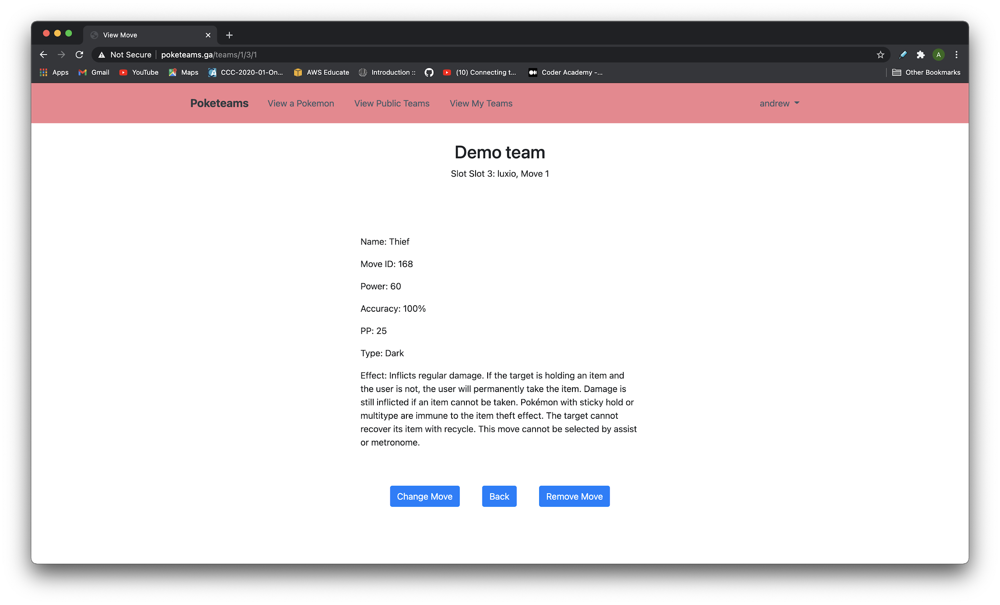 View Move
Not Secure poketeams.ga/teams/1/3/1 A
Apps Gmail YouTube Maps CCC-2020-01-On... AWS Educate Introduction :: (10) Connecting t... Coder Academy -... Other Bookmarks
Poketeams View a Pokemon View Public Teams View My Teams andrew
Demo team
Slot Slot 3: luxio, Move 1
Name: Thief
Move ID: 168
Power: 60
Accuracy: 100%
PP: 25
Type: Dark
Effect: Inflicts regular damage. If the target is holding an item and
the user is not, the user will permanently take the item. Damage is
still inflicted if an item cannot be taken. Pokémon with sticky hold or
multitype are immune to the item theft effect. The target cannot
recover its item with recycle. This move cannot be selected by assist
or metronome.
Change Move Back Remove Move